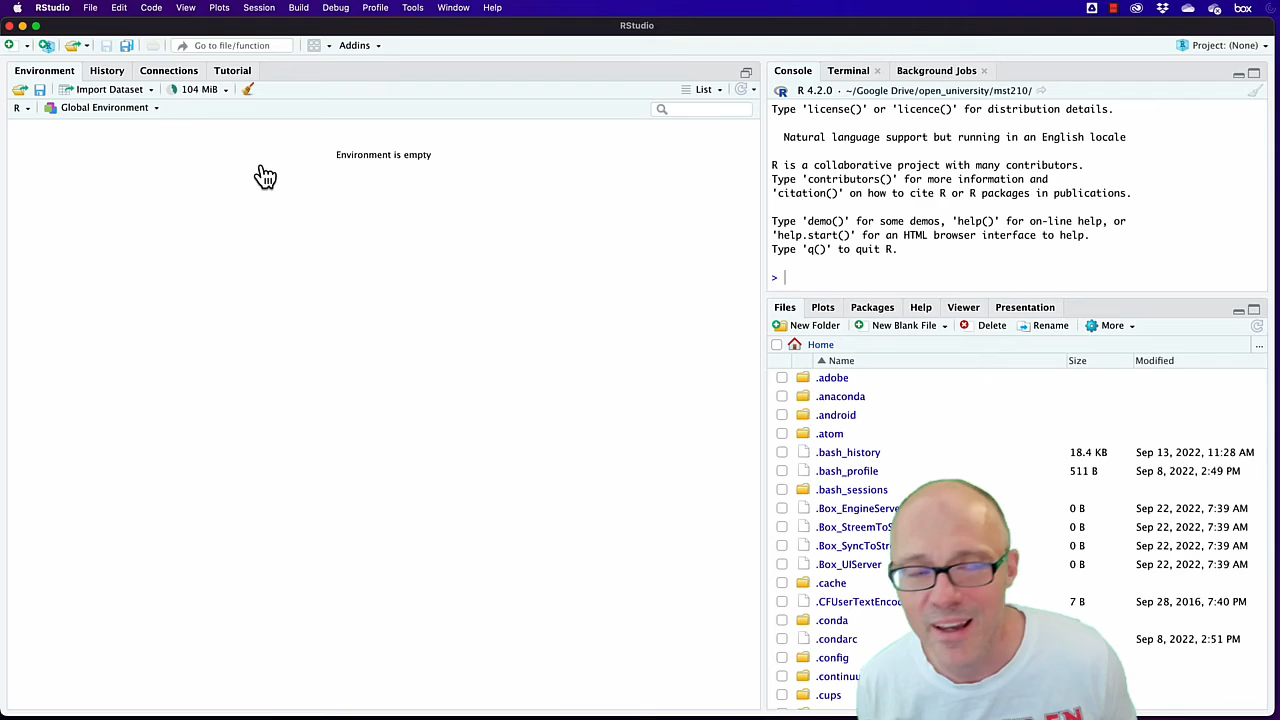 RStudio File Edit Code View Plots Session Build Debug Profile Tools Window Help box
RStudio
Go to file/function Addins Project: (None)
Environment History Connections Tutorial
Import Dataset 104 MiB List
R Global Environment
Environment is empty
Console Terminal Background Jobs
R 4.2.0 · ~/Google Drive/open_university/mst210/
Type 'license()' or 'licence()' for distribution details.
Natural language support but running in an English locale
R is a collaborative project with many contributors.
Type 'contributors()' for more information and
'citation()' on how to cite R or R packages in publications.
Type 'demo()' for some demos, 'help()' for on-line help, or
'help.start()' for an HTML browser interface to help.
Type 'q()' to quit R.
>
Files Plots Packages Help Viewer Presentation
New Folder New Blank File Delete Rename More
Home ...
Name Size Modified
.adobe
.anaconda
.android
.atom
.bash_history 18.4 KB Sep 13, 2022, 11:28 AM
.bash_profile 511 B Sep 8, 2022, 2:49 PM
.bash_sessions
.Box_EngineServe 0 B Sep 22, 2022, 7:39 AM
.Box_StreemToS 0 B Sep 22, 2022, 7:39 AM
.Box_SyncToStr 0 B Sep 22, 2022, 7:39 AM
.Box_UIServer 0 B Sep 22, 2022, 7:39 AM
.cache
.CFUserTextEnco 7 B Sep 28, 2016, 7:40 PM
.conda
.condarc Sep 8, 2022, 2:51 PM
.config
.continuu
.cups